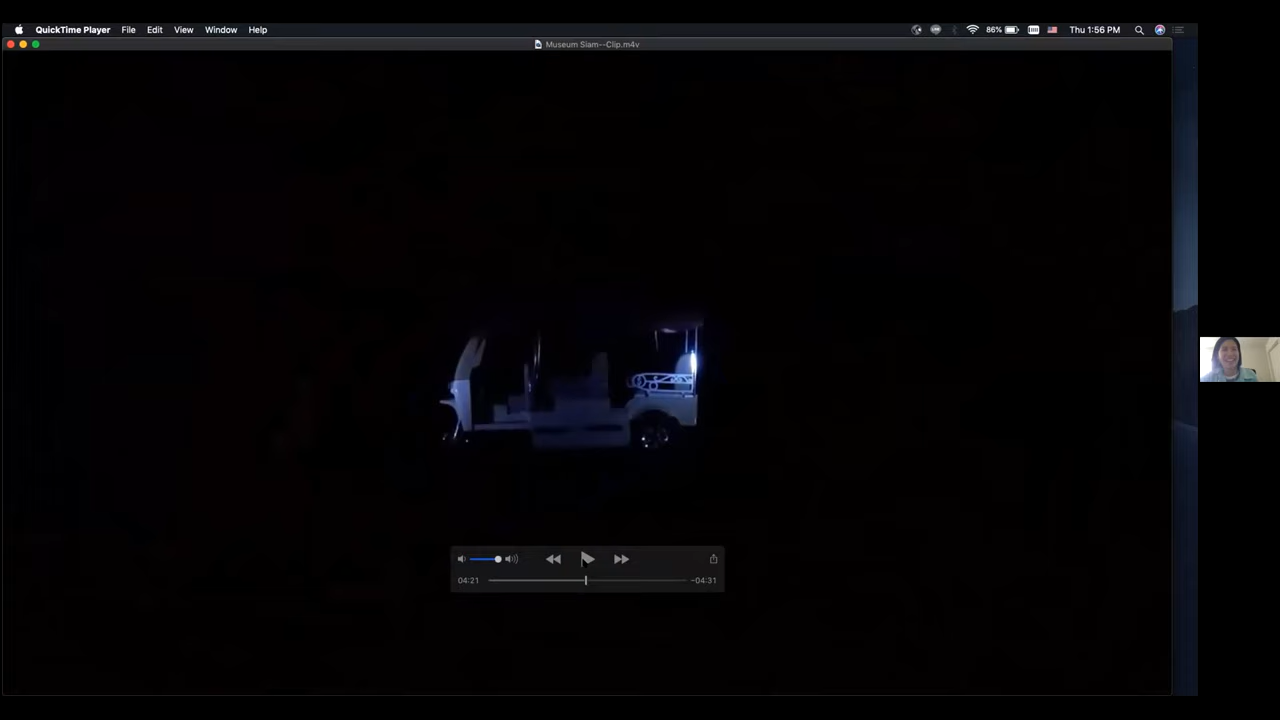 QuickTime Player File Edit View Window Help 86% Thu 1:56 PM
Museum Siam--Clip.m4v
04:21 -04:31